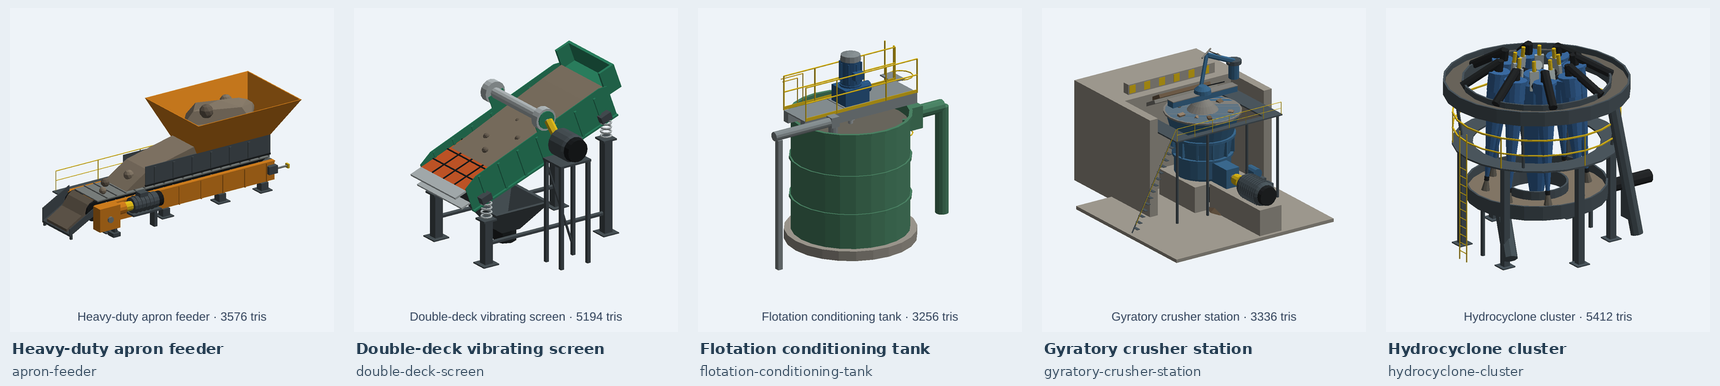 Heavy-duty apron feeder · 3576 tris
Double-deck vibrating screen · 5194 tris
Flotation conditioning tank · 3256 tris
Gyratory crusher station · 3336 tris
Hydrocyclone cluster · 5412 tris
Heavy-duty apron feeder
Double-deck vibrating screen
Flotation conditioning tank
Gyratory crusher station
Hydrocyclone cluster
apron-feeder
double-deck-screen
flotation-conditioning-tank
gyratory-crusher-station
hydrocyclone-cluster